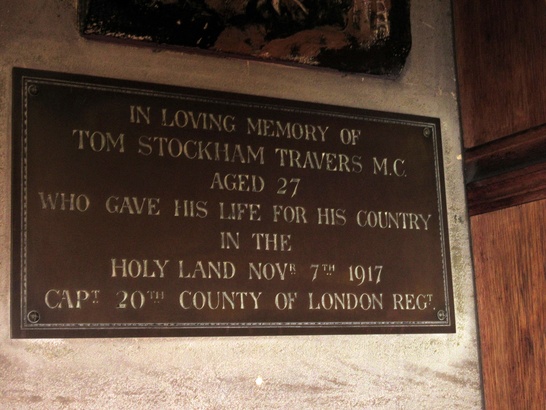 IN LOVING MEMORY OF
TOM STOCKHAM TRAVERS M.C.
AGED 27
WHO GAVE HIS LIFE FOR HIS COUNTRY
IN THE
HOLY LAND NOVR 7TH 1917
CAPT 20TH COUNTY OF LONDON REGT.